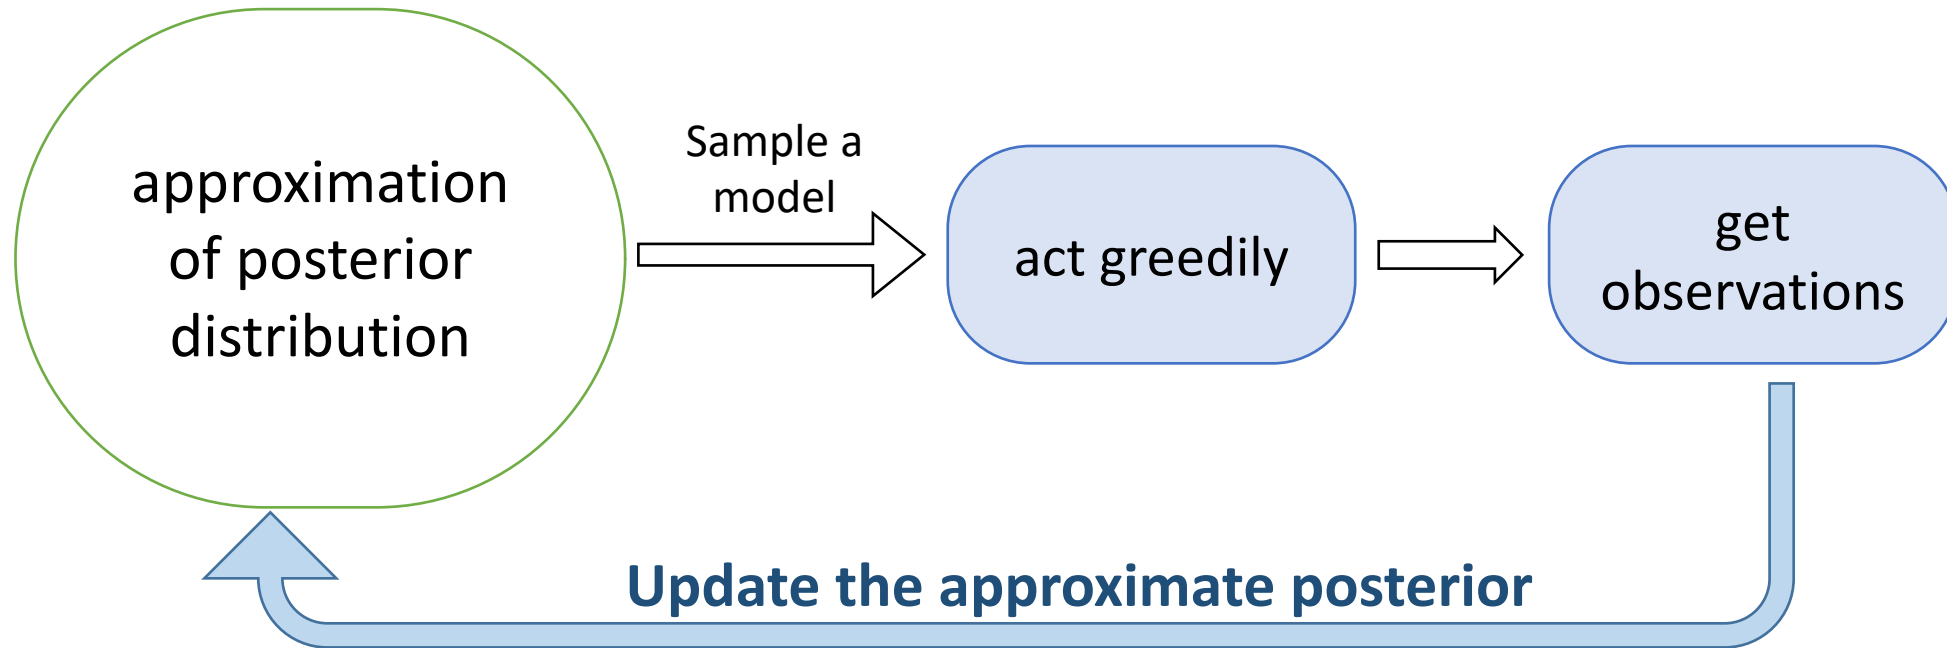 approximation
of posterior
distribution
Sample a
model
act greedily
get
observations
Update the approximate posterior